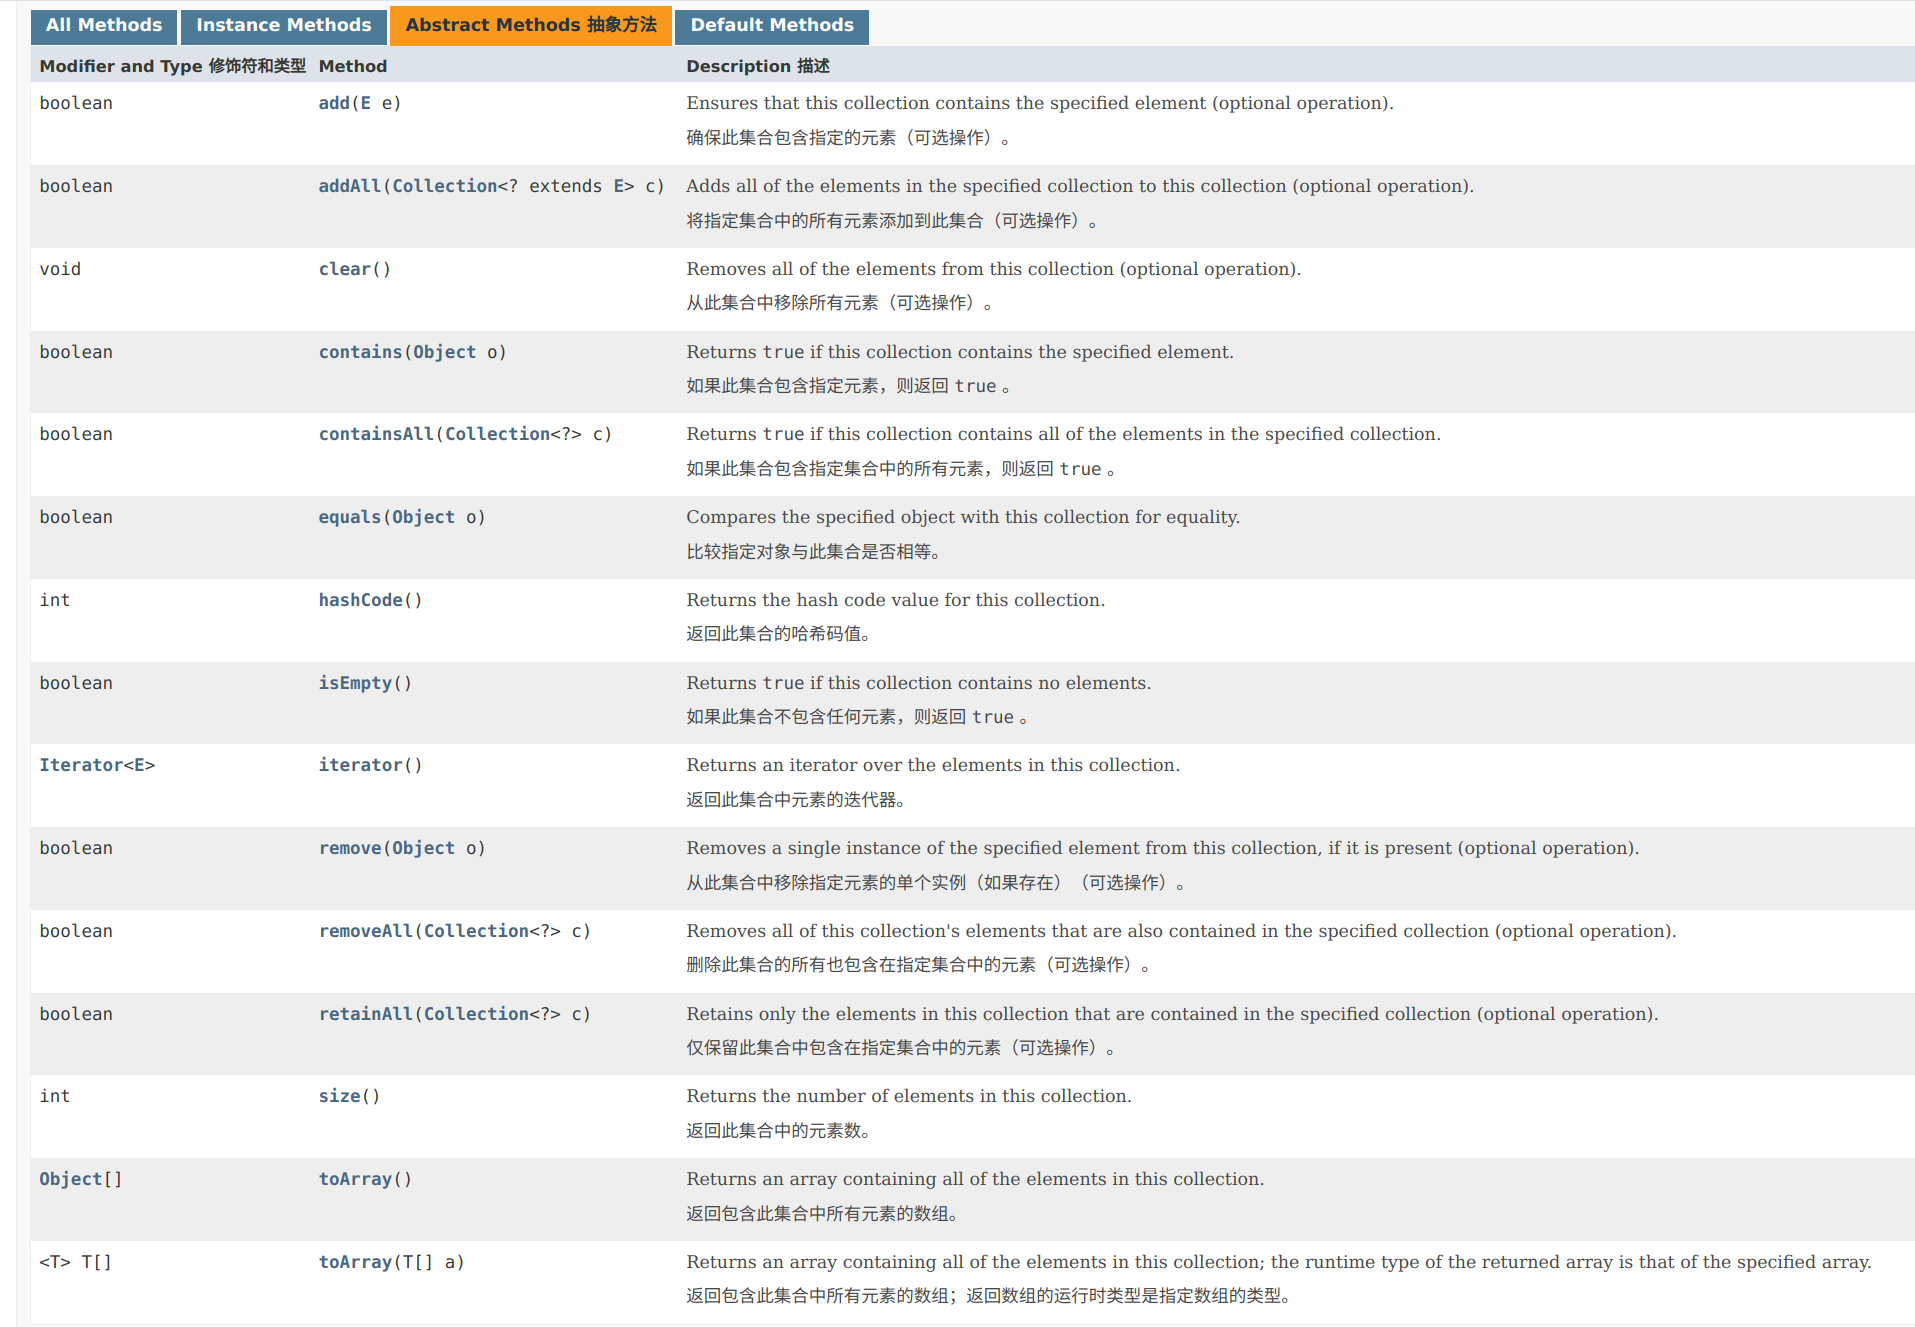 All Methods Instance Methods Abstract Methods 抽象方法 Default Methods
Modifier and Type 修饰符和类型 Method Description 描述
boolean add(E e) Ensures that this collection contains the specified element (optional operation).
确保此集合包含指定的元素（可选操作）。
boolean addAll(Collection<? extends E> c) Adds all of the elements in the specified collection to this collection (optional operation).
将指定集合中的所有元素添加到此集合（可选操作）。
void clear() Removes all of the elements from this collection (optional operation).
从此集合中移除所有元素（可选操作）。
boolean contains(Object o) Returns true if this collection contains the specified element.
如果此集合包含指定元素，则返回 true 。
boolean containsAll(Collection<?> c) Returns true if this collection contains all of the elements in the specified collection.
如果此集合包含指定集合中的所有元素，则返回 true 。
boolean equals(Object o) Compares the specified object with this collection for equality.
比较指定对象与此集合是否相等。
int hashCode() Returns the hash code value for this collection.
返回此集合的哈希码值。
boolean isEmpty() Returns true if this collection contains no elements.
如果此集合不包含任何元素，则返回 true 。
Iterator<E> iterator() Returns an iterator over the elements in this collection.
返回此集合中元素的迭代器。
boolean remove(Object o) Removes a single instance of the specified element from this collection, if it is present (optional operation).
从此集合中移除指定元素的单个实例（如果存在）（可选操作）。
boolean removeAll(Collection<?> c) Removes all of this collection's elements that are also contained in the specified collection (optional operation).
删除此集合的所有也包含在指定集合中的元素（可选操作）。
boolean retainAll(Collection<?> c) Retains only the elements in this collection that are contained in the specified collection (optional operation).
仅保留此集合中包含在指定集合中的元素（可选操作）。
int size() Returns the number of elements in this collection.
返回此集合中的元素数。
Object[] toArray() Returns an array containing all of the elements in this collection.
返回包含此集合中所有元素的数组。
<T> T[] toArray(T[] a) Returns an array containing all of the elements in this collection; the runtime type of the returned array is that of the specified array.
返回包含此集合中所有元素的数组；返回数组的运行时类型是指定数组的类型。